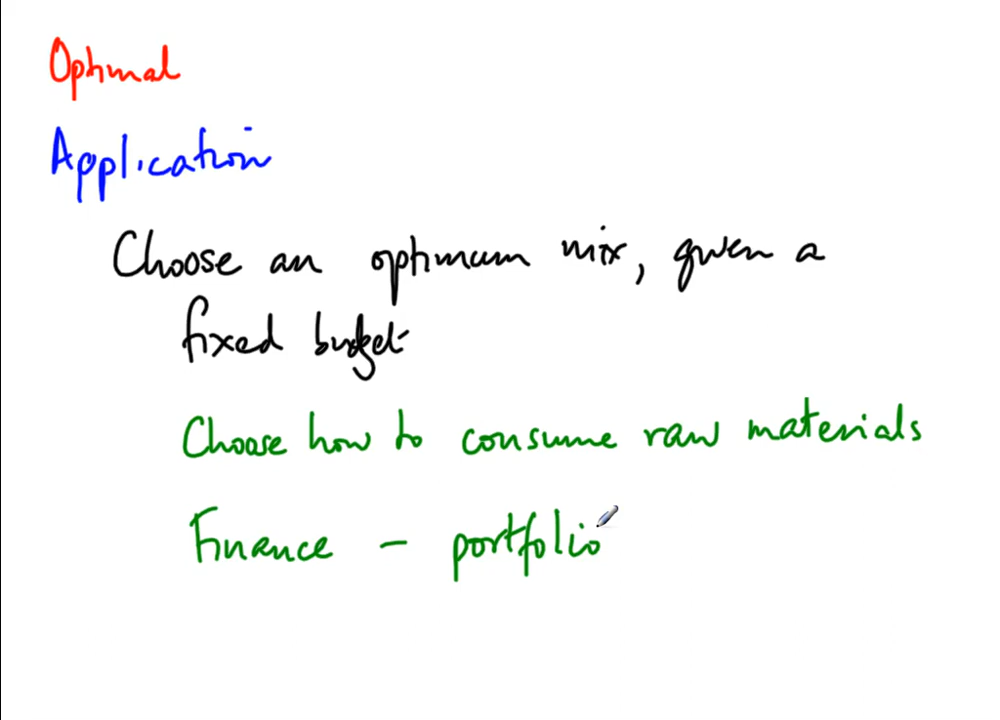 Optimal
Application
Choose an optimum mix, given a
fixed budget
Choose how to consume raw materials
Finance - portfolio